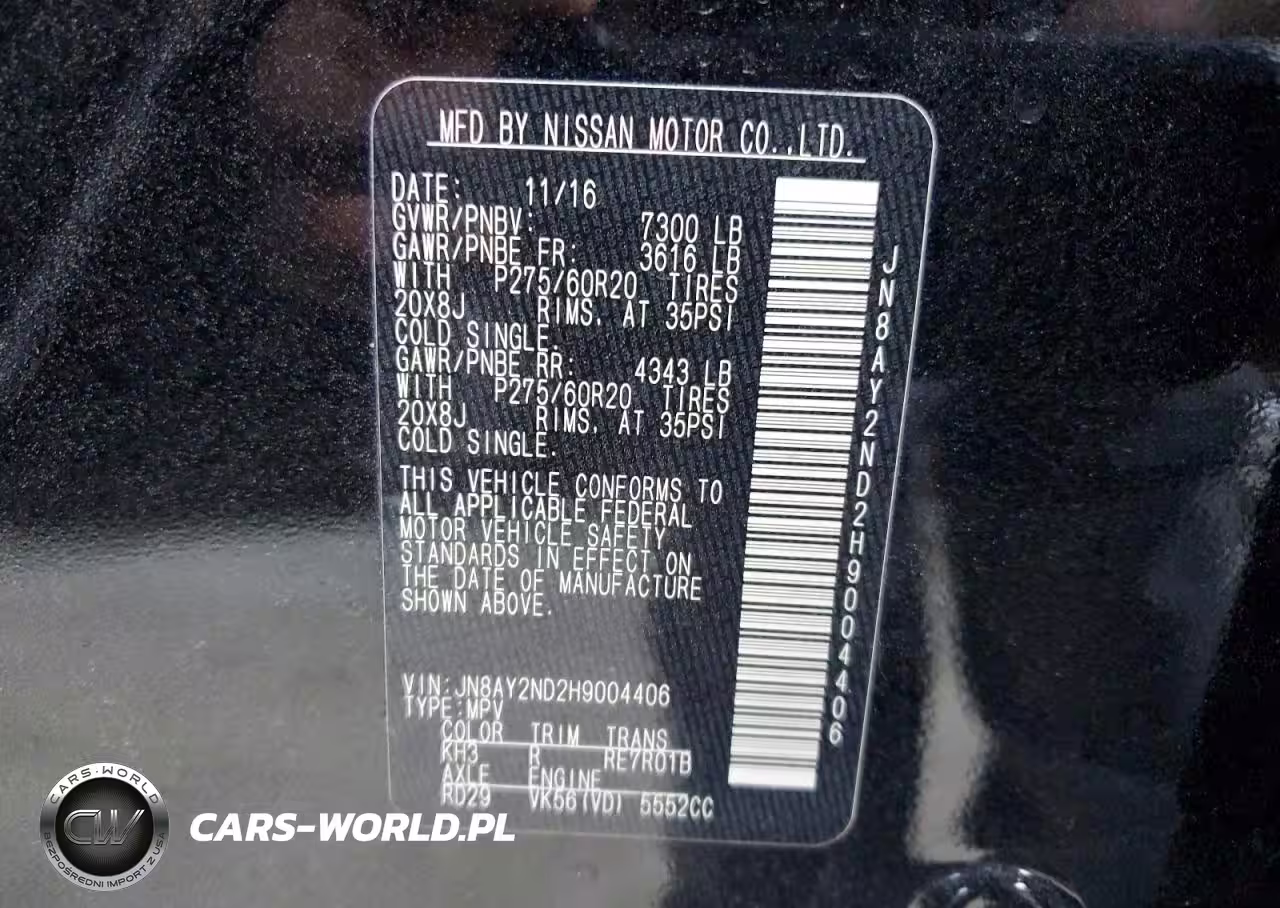 MFD BY NISSAN MOTOR CO.,LTD.
DATE: 11/16
GVWR/PNBV: 7300 LB
GAWR/PNBE FR: 3616 LB
WITH P275/60R20 TIRES
20X8J RIMS. AT 35PSI
COLD SINGLE.
GAWR/PNBE RR: 4343 LB
WITH P275/60R20 TIRES
20X8J RIMS. AT 35PSI
COLD SINGLE.
THIS VEHICLE CONFORMS TO
ALL APPLICABLE FEDERAL
MOTOR VEHICLE SAFETY
STANDARDS IN EFFECT ON
THE DATE OF MANUFACTURE
SHOWN ABOVE.
VIN:JN8AY2ND2H9004406
TYPE:MPV
COLOR TRIM TRANS
KH3 R RE7R01B
AXLE ENGINE
RD29 VK56(VD) 5552CC
JN8AY2ND2H9004406
CARS-WORLD
CW
BEZPOŚREDNI IMPORT Z USA
CARS-WORLD.PL